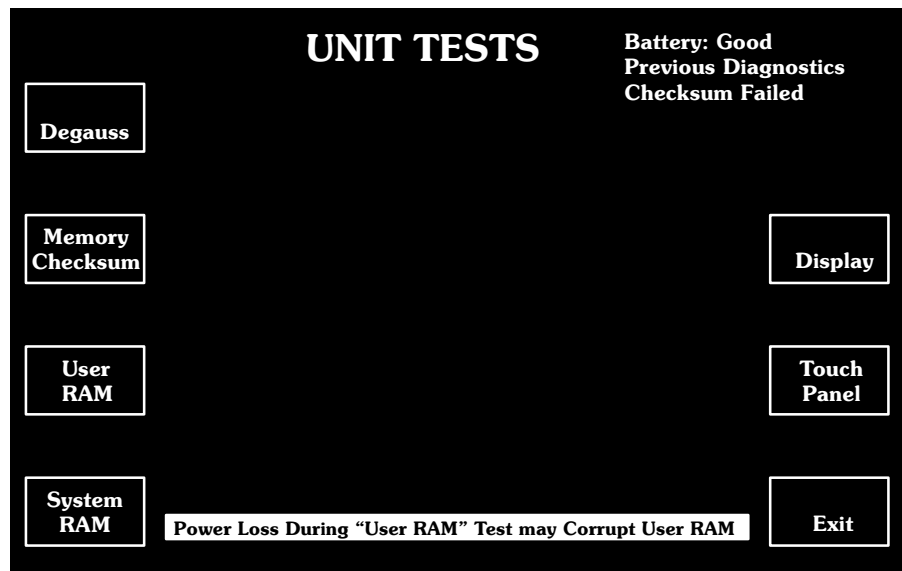 UNIT TESTS
Battery: Good
Previous Diagnostics
Checksum Failed
Degauss
Memory
Checksum
Display
User
RAM
Touch
Panel
System
RAM
Power Loss During “User RAM” Test may Corrupt User RAM
Exit